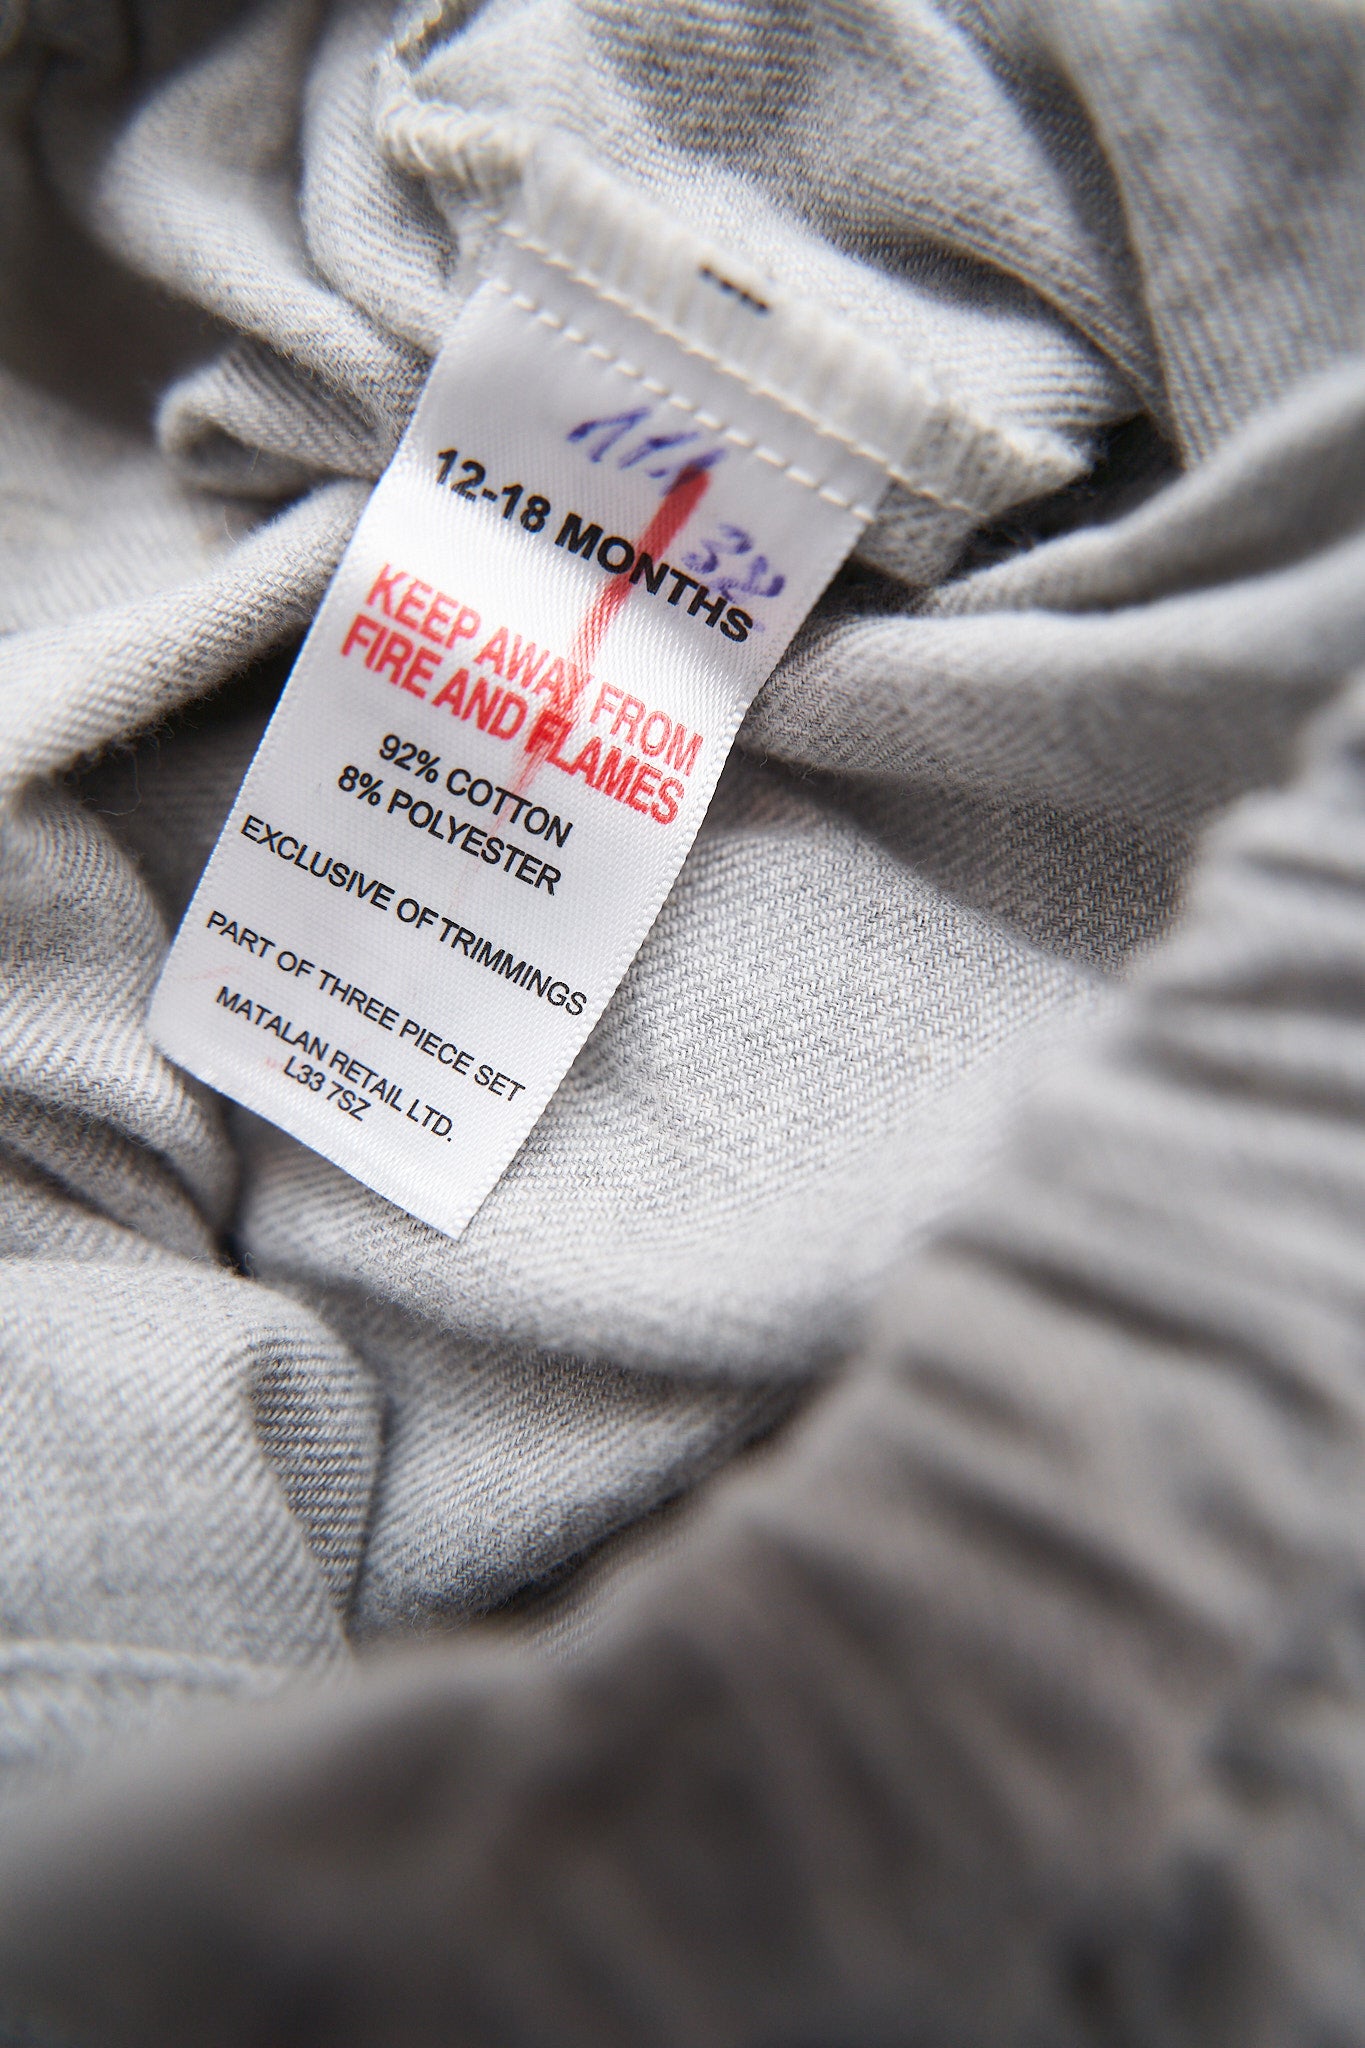 12-18 MONTHS
KEEP AWAY FROM
FIRE AND FLAMES
92% COTTON
8% POLYESTER
EXCLUSIVE OF TRIMMINGS
PART OF THREE PIECE SET
MATALAN RETAIL LTD.
L33 7SZ